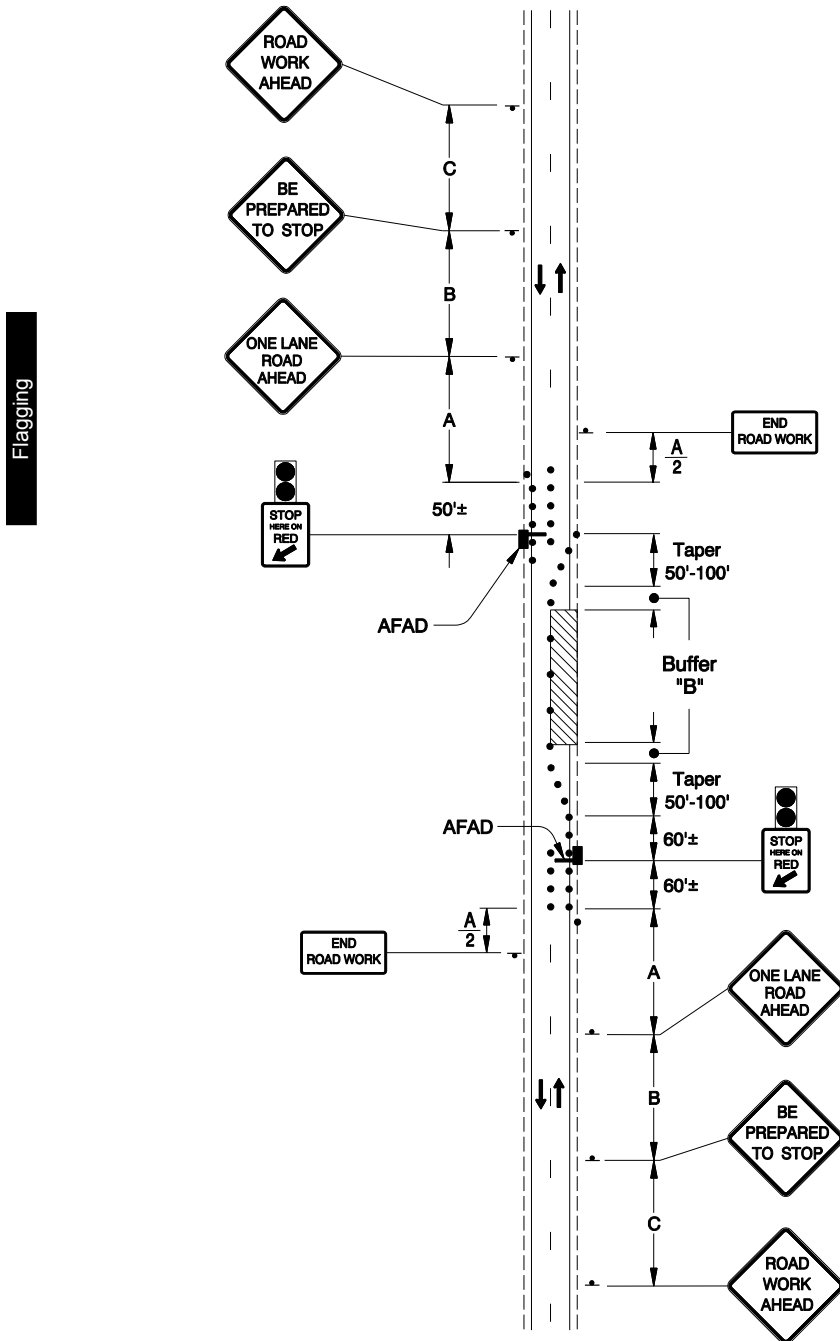 ROAD
WORK
AHEAD
C
BE
PREPARED
TO STOP
B
ONE LANE
ROAD
AHEAD
A
Flagging
END
ROAD WORK
A
2
STOP
HERE ON
RED
50'±
Taper
50'-100'
AFAD
Buffer
"B"
Taper
50'-100'
AFAD
60'±
STOP
HERE ON
RED
60'±
A
2
END
ROAD WORK
A
ONE LANE
ROAD
AHEAD
B
BE
PREPARED
TO STOP
C
ROAD
WORK
AHEAD